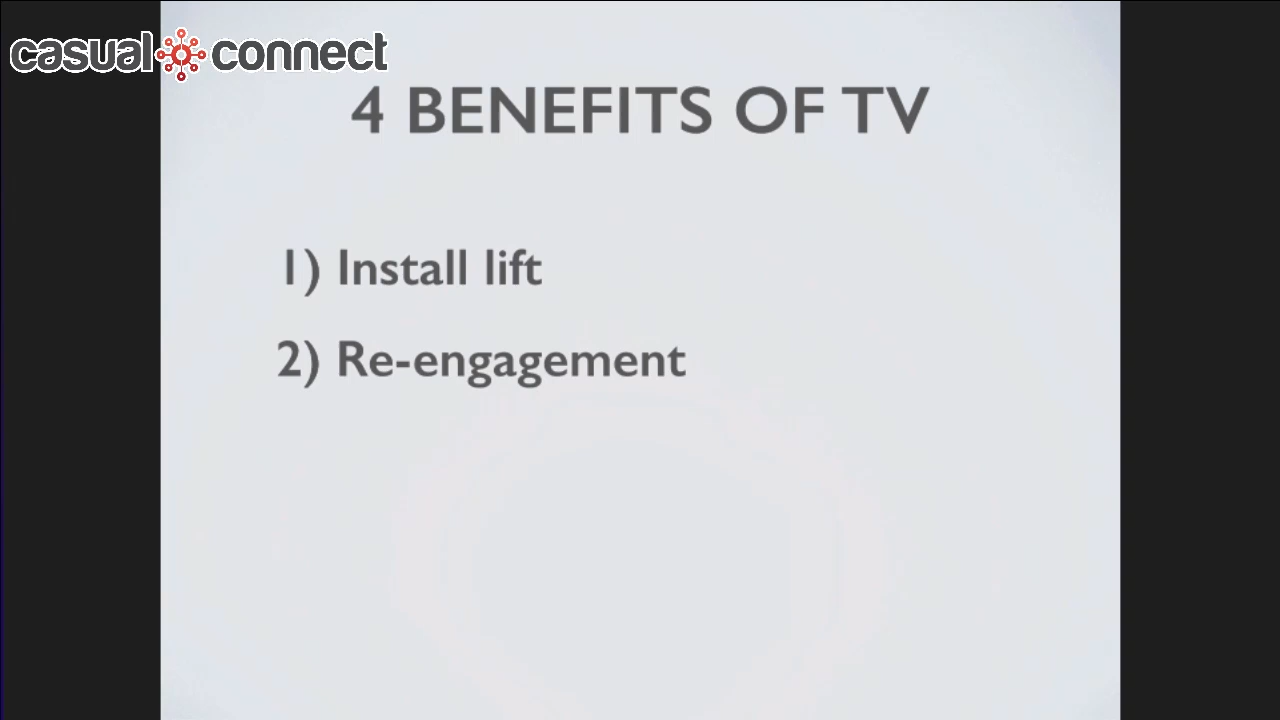 casual connect
4 BENEFITS OF TV
1) Install lift
2) Re-engagement